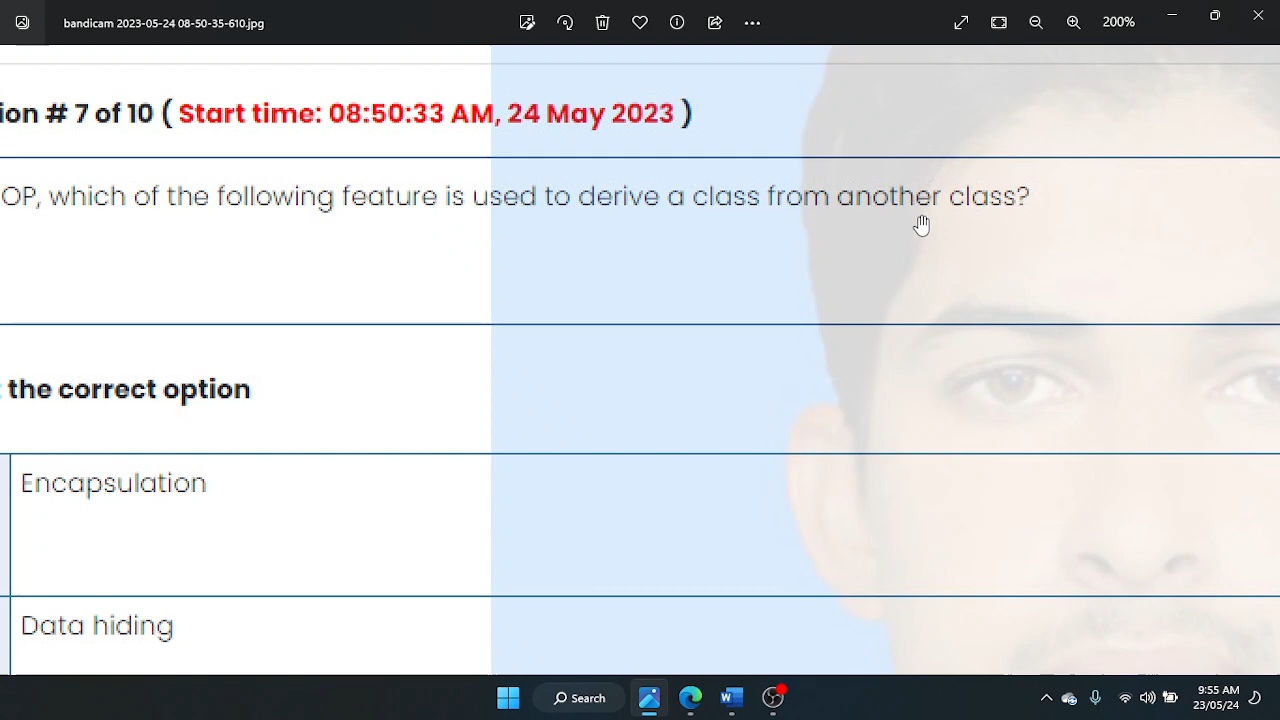 bandicam 2023-05-24 08-50-35-610.jpg
200%
ion # 7 of 10 ( Start time: 08:50:33 AM, 24 May 2023 )
OP, which of the following feature is used to derive a class from another class?
the correct option
Encapsulation
Data hiding
Search
9:55 AM
23/05/24